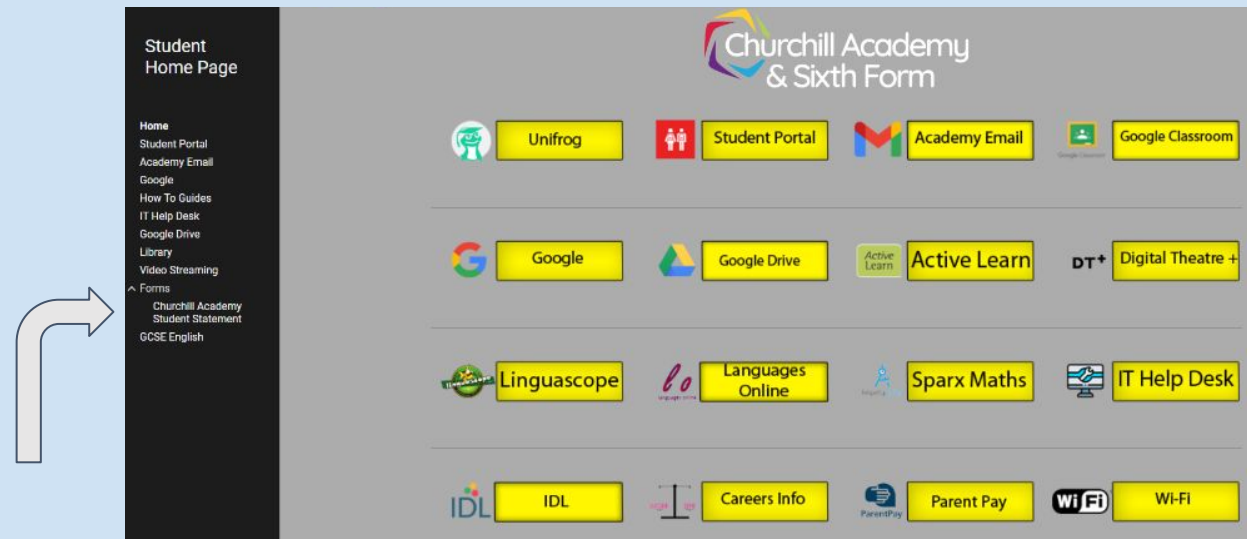 Student
Home Page
Home
Student Portal
Academy Email
Google
How To Guides
IT Help Desk
Google Drive
Library
Video Streaming
Forms
Churchill Academy
Student Statement
GCSE English
Churchill Academy
& Sixth Form
Unifrog
Student Portal
Academy Email
Google Classroom
Google Classroom
Google
Google Drive
Active
Learn
Active Learn
DT+
Digital Theatre +
Linguascope
lo
Languages
Online
Sparx Maths
IT Help Desk
IDL
IDL
Careers Info
ParentPay
Parent Pay
WiFi
Wi-Fi